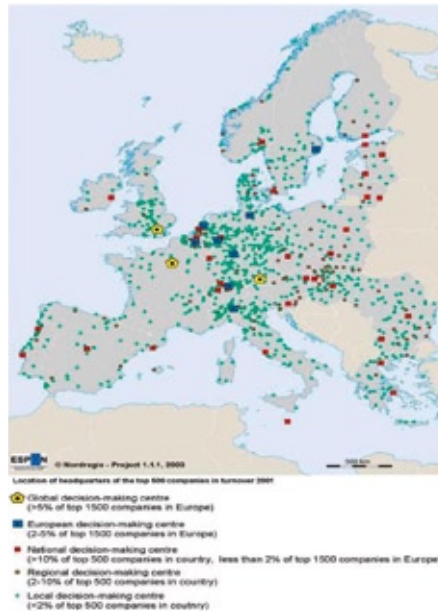 ESPON © Nordregio - Project 1.1.1, 2003
500 km
Location of headquarters of the top 500 companies in turnover 2001
Global decision-making centre
(>5% of top 1500 companies in Europe)
European decision-making centre
(2-5% of top 1500 companies in Europe)
National decision-making centre
(>10% of top 500 companies in country, less than 2% of top 1500 companies in Europe)
Regional decision-making centre
(2-10% of top 500 companies in country)
Local decision-making centre
(<2% of top 500 companies in coutnry)